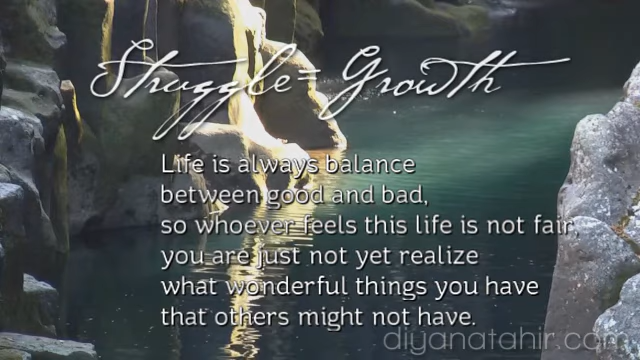 Struggle = Growth
Life is always balance
between good and bad,
so whoever feels this life is not fair,
you are just not yet realize
what wonderful things you have
that others might not have.
diyanatahir.com